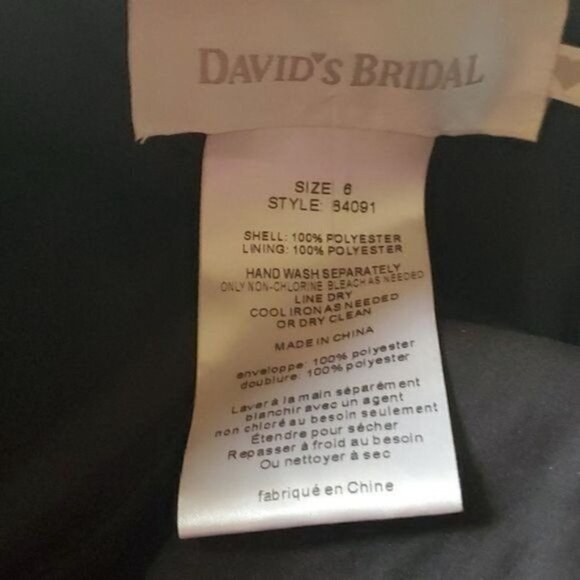 DAVID'S BRIDAL
SIZE 6
STYLE: 84091
SHELL: 100% POLYESTER
LINING: 100% POLYESTER
HAND WASH SEPARATELY
ONLY NON-CHLORINE BLEACH AS NEEDED
LINE DRY
COOL IRON AS NEEDED
OR DRY CLEAN
MADE IN CHINA
enveloppe: 100% polyester
doublure: 100% polyester
Laver à la main séparément
blanchir avec un agent
non chloré au besoin seulement
Étendre pour sécher
Repasser à froid au besoin
Ou nettoyer à sec
fabriqué en Chine